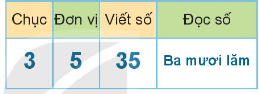 Chục Đơn vị Viết số Đọc số
3 5 35 Ba mươi lăm